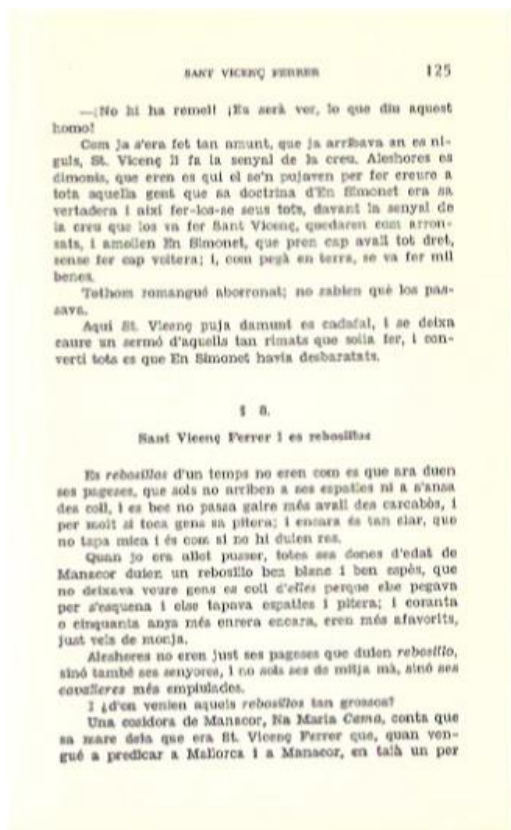 SANT VICENÇ FERRER 125
—¡No hi ha remei! ¡Es serà ver, lo que diu aquest
homo!
Com ja s'era fet tan amunt, que ja arribava an es ni-
guls, St. Vicenç li fa la senyal de la creu. Aleshores es
dimonis, que eren es qui el se'n pujaven per fer creure a
tota aquella gent que sa doctrina d'En Simonet era sa
vertadera i així fer-los-se seus tots, davant la senyal de
la creu que los va fer Sant Vicenç, quedaren com arron-
sats, i amollen En Simonet, que pren cap avall tot dret,
sense fer cap voltera; i, com pegà en terra, se va fer mil
benes.
Tothom romangué aborronat; no sabien què los pas-
sava.
Aquí St. Vicenç puja damunt es cadafal, i se deixa
caure un sermó d'aquells tan rimats que solia fer, i con-
vertí tots es que En Simonet havia desbaratats.
§ 8.
Sant Vicenç Ferrer i es rebosillos
Es rebosillos d'un temps no eren com es que ara duen
ses pageses, que sols no arriben a ses espatles ni a s'ansa
des coll, i es bec no passa gaire més avall des carcabòs, i
per molt si toca gens sa pitera; i encara és tan clar, que
no tapa mica i és com si no hi dulen res.
Quan jo era allot pusser, totes ses dones d'edat de
Manacor dulen un rebosillo ben blanc i ben espès, que
no deixava veure gens es coll d'elles perque else pegava
per s'esquena i else tapava espatles i pitera; i coranta
o cinquanta anys més enrera encara, eren més afavorits,
just vels de monja.
Aleshores no eren just ses pageses que dulen rebosillo,
sinó també ses senyores, i no sols ses de mitja mà, sinó ses
cavalleres més empiulades.
I ¿d'on venien aquels rebosillos tan grossos?
Una cosidora de Manacor, Na Maria Cama, conta que
sa mare deia que era St. Vicenç Ferrer que, quan ven-
gué a predicar a Mallorca i a Manacor, en talà un per